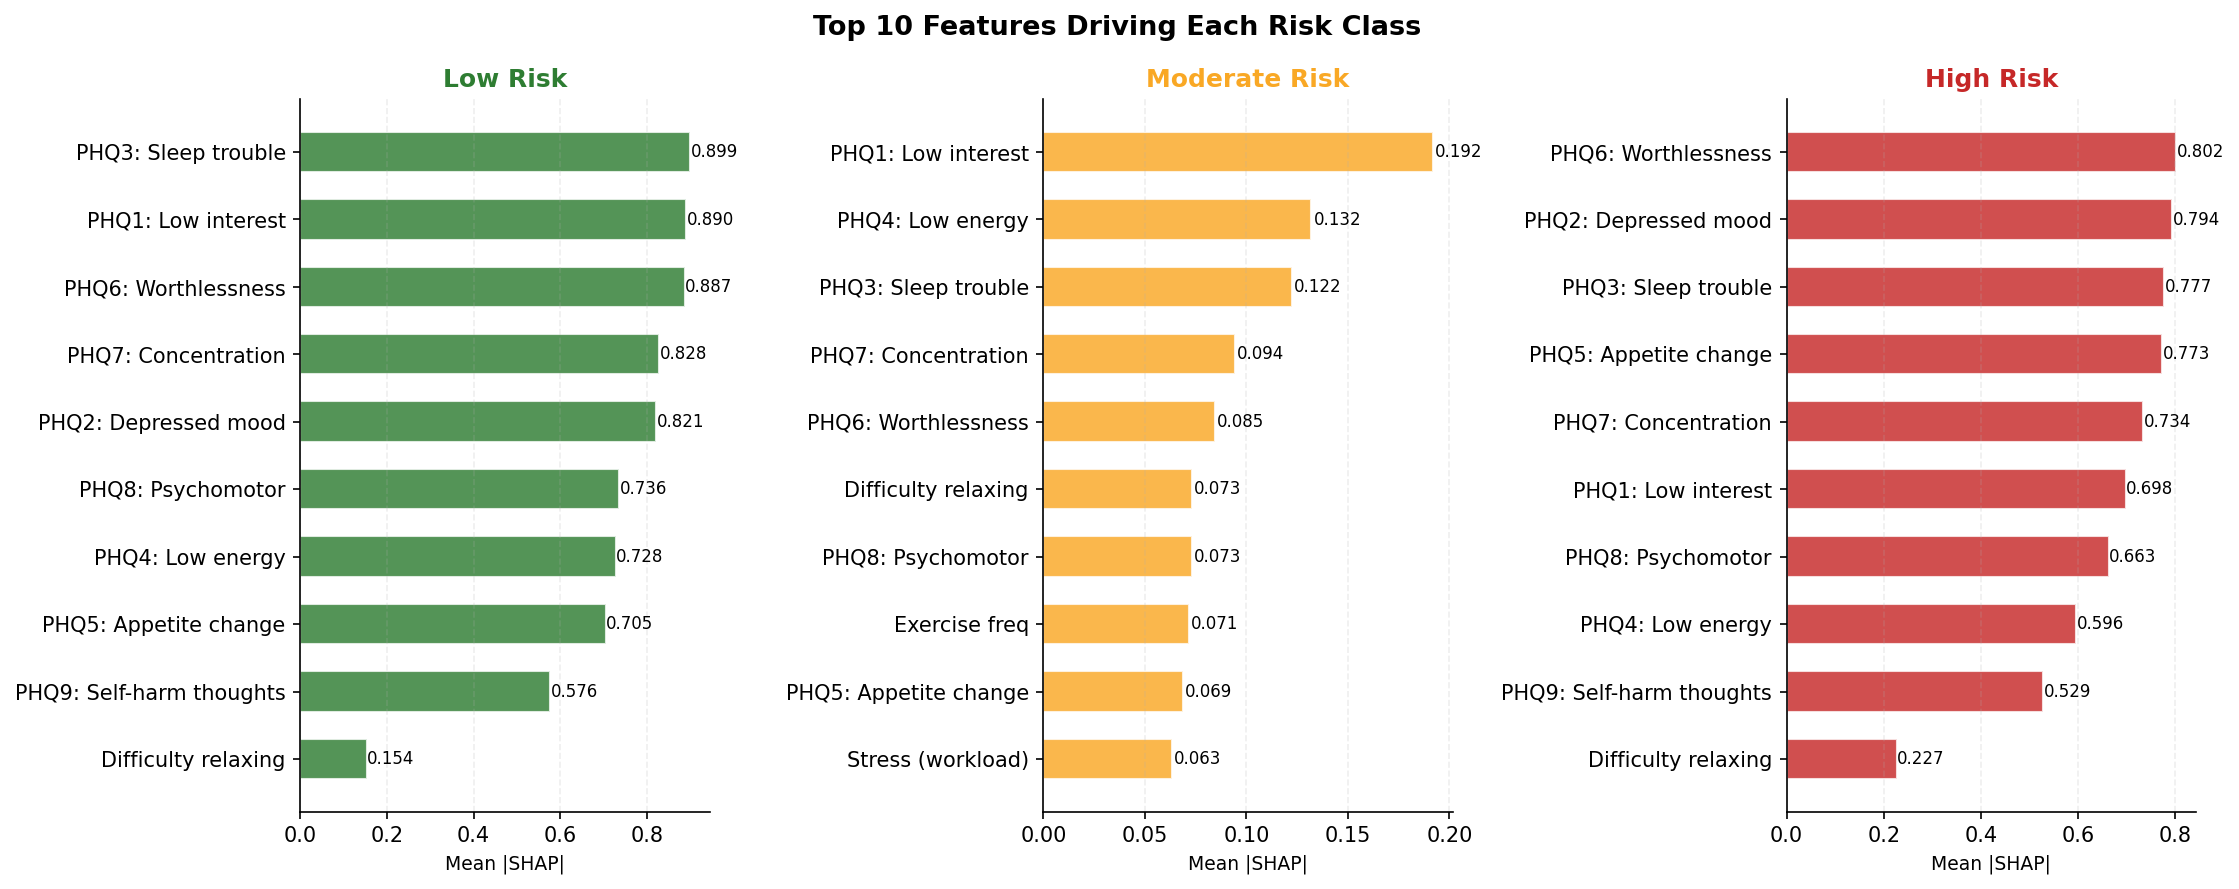 Top 10 Features Driving Each Risk Class
Low Risk
PHQ3: Sleep trouble 0.899
PHQ1: Low interest 0.890
PHQ6: Worthlessness 0.887
PHQ7: Concentration 0.828
PHQ2: Depressed mood 0.821
PHQ8: Psychomotor 0.736
PHQ4: Low energy 0.728
PHQ5: Appetite change 0.705
PHQ9: Self-harm thoughts 0.576
Difficulty relaxing 0.154
0.0 0.2 0.4 0.6 0.8
Mean |SHAP|
Moderate Risk
PHQ1: Low interest 0.192
PHQ4: Low energy 0.132
PHQ3: Sleep trouble 0.122
PHQ7: Concentration 0.094
PHQ6: Worthlessness 0.085
Difficulty relaxing 0.073
PHQ8: Psychomotor 0.073
Exercise freq 0.071
PHQ5: Appetite change 0.069
Stress (workload) 0.063
0.00 0.05 0.10 0.15 0.20
Mean |SHAP|
High Risk
PHQ6: Worthlessness 0.802
PHQ2: Depressed mood 0.794
PHQ3: Sleep trouble 0.777
PHQ5: Appetite change 0.773
PHQ7: Concentration 0.734
PHQ1: Low interest 0.698
PHQ8: Psychomotor 0.663
PHQ4: Low energy 0.596
PHQ9: Self-harm thoughts 0.529
Difficulty relaxing 0.227
0.0 0.2 0.4 0.6 0.8
Mean |SHAP|